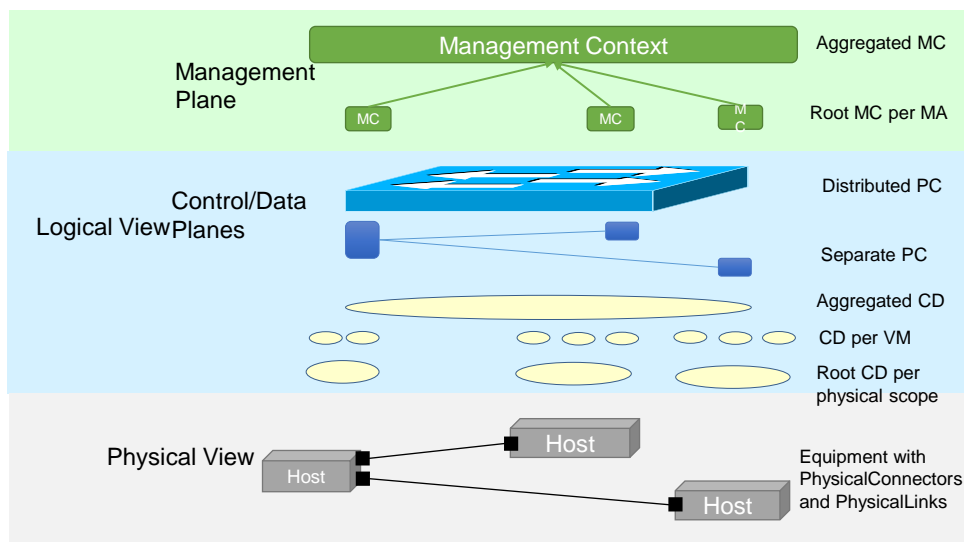 Management Context
Aggregated MC
Management
Plane
MC
MC
M
C
Root MC per MA
Control/Data
Planes
Logical View
Distributed PC
Separate PC
Aggregated CD
CD per VM
Root CD per
physical scope
Physical View
Host
Host
Host
Equipment with
PhysicalConnectors
and PhysicalLinks